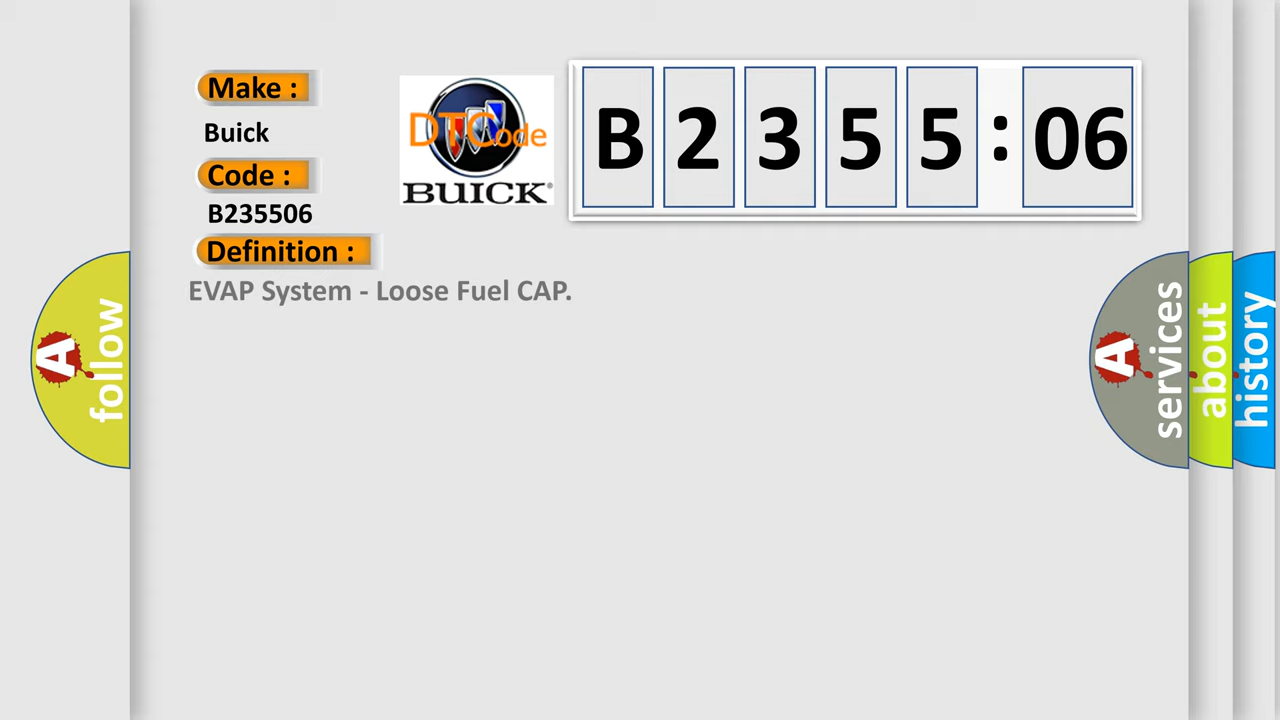 Make :
Buick
Code :
B235506
Definition :
EVAP System - Loose Fuel CAP.
DTCode
BUICK®
B 2 3 5 5 : 06
A follow
A services
about
history